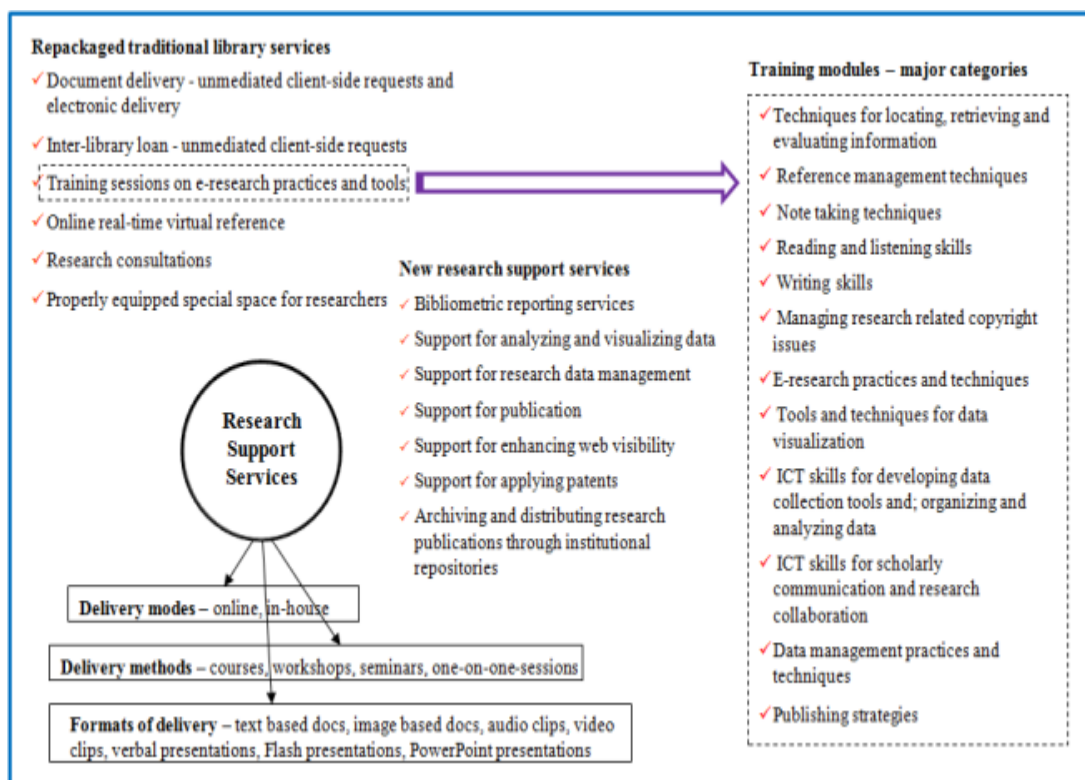 Repackaged traditional library services
✓Document delivery - unmediated client-side requests and
electronic delivery
✓Inter-library loan - unmediated client-side requests
✓Training sessions on e-research practices and tools
✓Online real-time virtual reference
✓Research consultations
✓Properly equipped special space for researchers
New research support services
✓ Bibliometric reporting services
✓ Support for analyzing and visualizing data
✓ Support for research data management
✓ Support for publication
✓ Support for enhancing web visibility
✓ Support for applying patents
✓ Archiving and distributing research
publications through institutional
repositories
Research
Support
Services
Delivery modes – online, in-house
Delivery methods – courses, workshops, seminars, one-on-one-sessions
Formats of delivery – text based docs, image based docs, audio clips, video
clips, verbal presentations, Flash presentations, PowerPoint presentations
Training modules – major categories
✓Techniques for locating, retrieving and
evaluating information
✓ Reference management techniques
✓ Note taking techniques
✓ Reading and listening skills
✓ Writing skills
✓ Managing research related copyright
issues
✓E-research practices and techniques
✓ Tools and techniques for data
visualization
✓ ICT skills for developing data
collection tools and; organizing and
analyzing data
✓ ICT skills for scholarly
communication and research
collaboration
✓Data management practices and
techniques
✓Publishing strategies